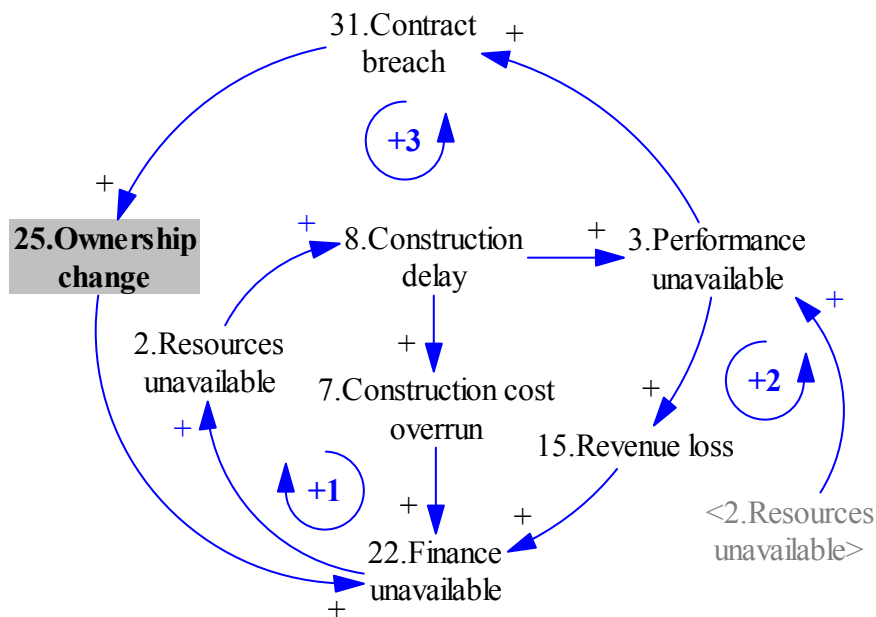 31.Contract
breach
+
+3
+
25.Ownership
change
+
8.Construction
delay
+
3.Performance
unavailable
+
2.Resources
unavailable
+
+
7.Construction cost
overrun
+
+2
15.Revenue loss
+1
+
+
<2.Resources
unavailable>
22.Finance
unavailable
+